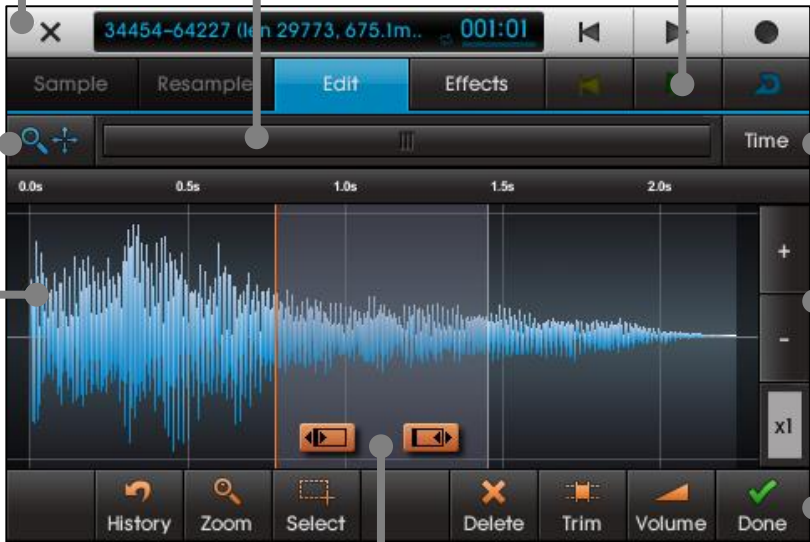 34454~64227 (len 29773, 675.1m.. 001:01
Sample Resample Edit Effects
Time
0.0s 0.5s 1.0s 1.5s 2.0s
+
-
x1
History Zoom Select Delete Trim Volume Done